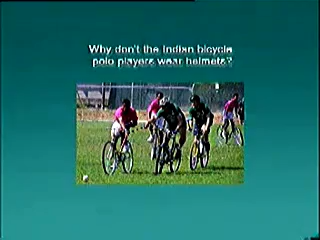 Why don't the Indian bicycle
polo players wear helmets?